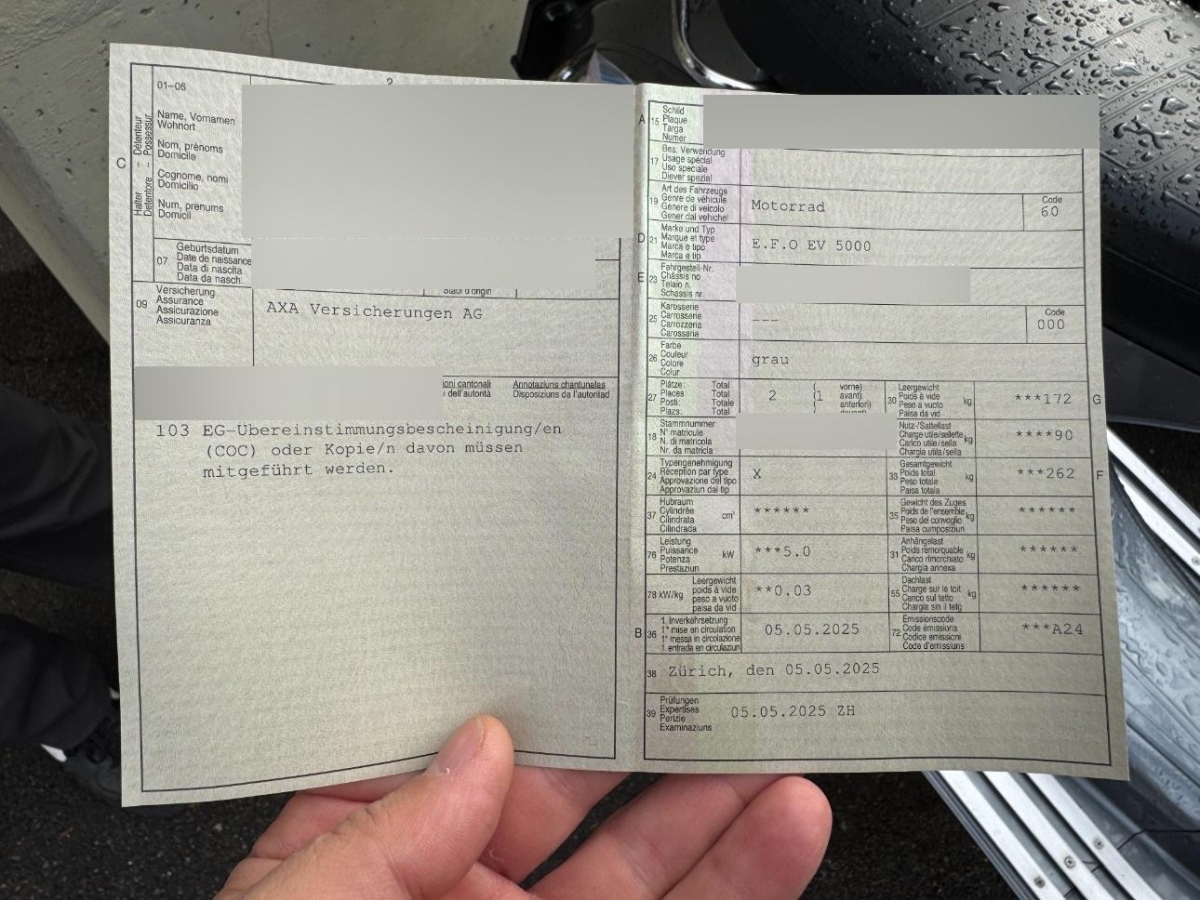 01–06
Halter – Détenteur
Detentore – Possessur
C
Name, Vornamen
Wohnort
Nom, prénoms
Domicile
Cognome, nomi
Domicilio
Num, prenums
Domicil
07
Geburtsdatum
Date de naissance
Data di nascita
Data da nasch.
09
Versicherung
Assurance
Assicurazione
Assicuranza
AXA Versicherungen AG
Annotaziuns chantunalas
Disposiziuns da l'autoritad
103 EG-Übereinstimmungsbescheinigung/en
(COC) oder Kopie/n davon müssen
mitgeführt werden.
A
15
Schild
Plaque
Targa
Numer
17
Bes. Verwendung
Usage spécial
Uso speciale
Diever spezial
19
Art des Fahrzeugs
Genre de véhicule
Genere di veicolo
Gener dal vehichel
Motorrad
Code
60
D
21
Marke und Typ
Marque et type
Marca e tipo
Marca e tip
E.F.O EV 5000
E
23
Fahrgestell-Nr.
Châssis no
Telaio n.
Schassis nr.
25
Karosserie
Carrosserie
Carrozzeria
Carossaria
---
Code
000
26
Farbe
Couleur
Colore
Colur
grau
27
Plätze: Total
Places Total
Posti: Totale
Plazs: Total
2
(1
vorne)
avant)
anteriori)
30
Leergewicht
Poids à vide
Peso a vuoto
Paisa da vid
kg
***172
G
18
Stammnummer
N° matricule
N. di matricola
Nr. da matricla
Nutz-/Sattellast
Charge utile/sellette
Carico utile/sella
Chargia utila/sella
kg
****90
24
Typengenehmigung
Réception par type
Approvazione del tipo
Approvaziun dal tip
X
33
Gesamtgewicht
Poids total
Peso totale
Paisa totala
kg
***262
F
37
Hubraum
Cylindrée
Cilindrata
Cilindrada
cm³
******
35
Gewicht des Zuges
Poids de l'ensemble
Peso del convoglio
Paisa cumposiziun
kg
******
76
Leistung
Puissance
Potenza
Prestaziun
kW
***5.0
31
Anhängelast
Poids remorquable
Carico rimorchiato
Chargia annexa
kg
******
78 kW/kg
Leergewicht
poids à vide
peso a vuoto
paisa da vid
**0.03
55
Dachlast
Charge sur le toit
Carico sul tetto
Chargia sin il tetg
kg
******
B
36
1. Inverkehrsetzung
1re mise en circulation
1a messa in circolazione
1. entrada en circulaziun
05.05.2025
72
Emissionscode
Code émissions
Codice emissioni
Code d'emissiuns
***A24
38
Zürich, den 05.05.2025
39
Prüfungen
Expertises
Perizie
Examinaziuns
05.05.2025 ZH